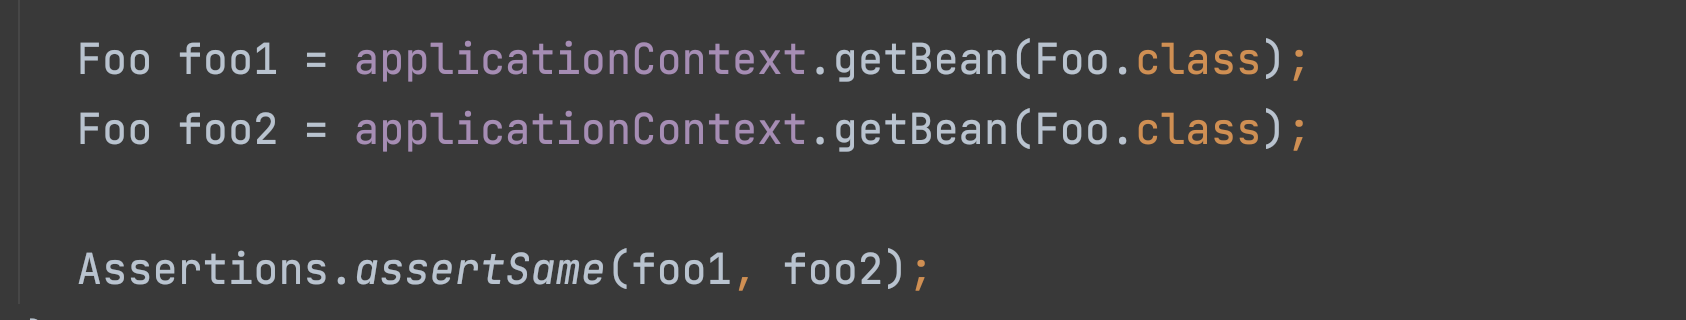 Foo foo1 = applicationContext.getBean(Foo.class);
Foo foo2 = applicationContext.getBean(Foo.class);
Assertions.assertSame(foo1, foo2);